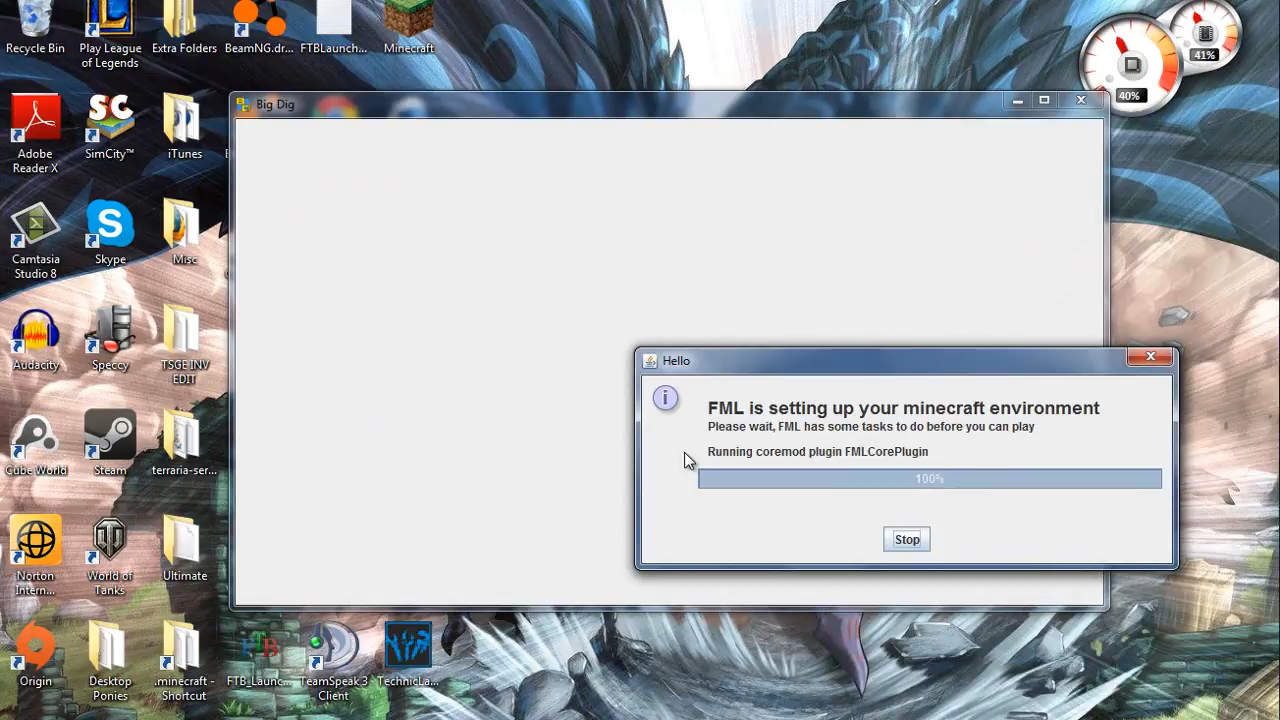 Recycle Bin
Play League
of Legends
Extra Folders
BeamNG.dr...
FTBLaunch...
Minecraft
41%
40%
Big Dig
Adobe
Reader X
SC
SimCity™
iTunes
Camtasia
Studio 8
Skype
Misc
Hello
FML is setting up your minecraft environment
Please wait, FML has some tasks to do before you can play
Running coremod plugin FMLCorePlugin
100%
Stop
Audacity
Speccy
TSGE INV
EDIT
Cube World
Steam
terraria-ser...
Norton
Intern...
World of
Tanks
Ultimate
Origin
Desktop
Ponies
.minecraft -
Shortcut
FTB_Launc...
TeamSpeak 3
Client
TechnicLa...